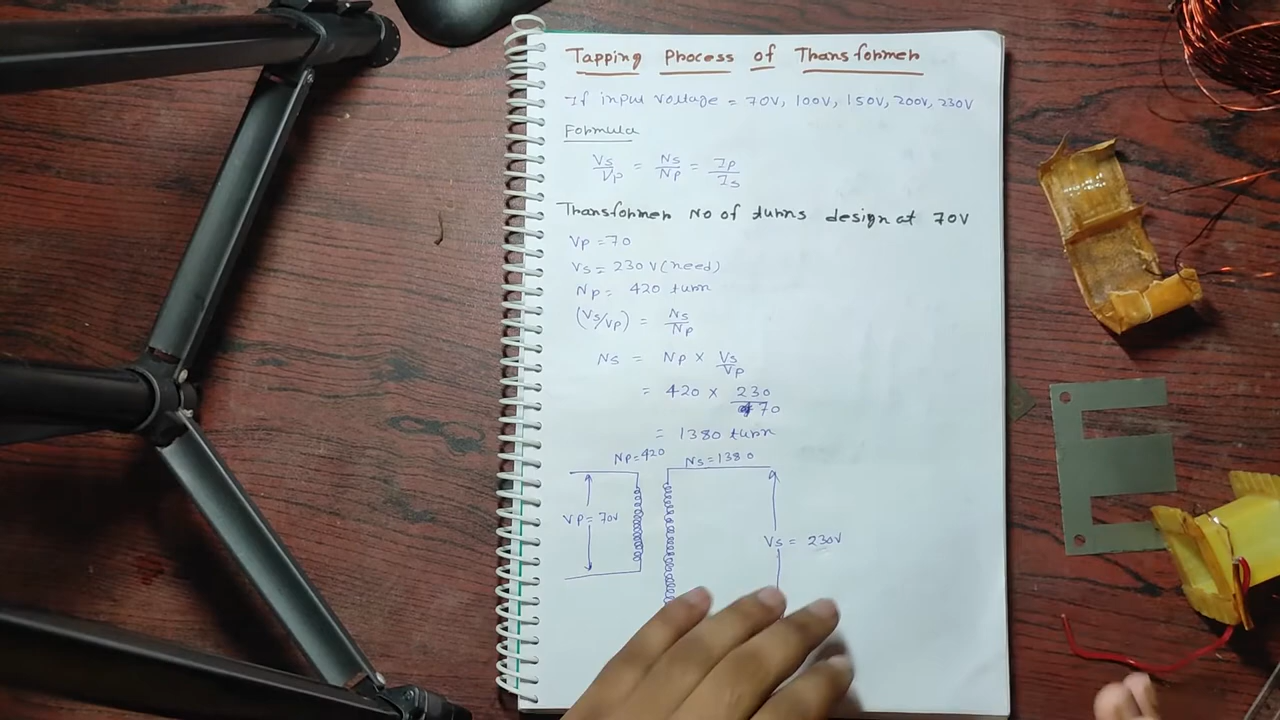 Tapping Process of Transformer
If input voltage = 70V, 100V, 150V, 200V, 230V
Formula
Vs/Vp = Ns/Np = Ip/Is
Transformer No of turns design at 70V
Vp = 70
Vs = 230 V (need)
Np = 420 turn
(Vs/Vp) = Ns/Np
Ns = Np × Vs/Vp
= 420 × 230/70
= 1380 turn
Np=420 Ns=1380
Vp = 70V
Vs = 230V